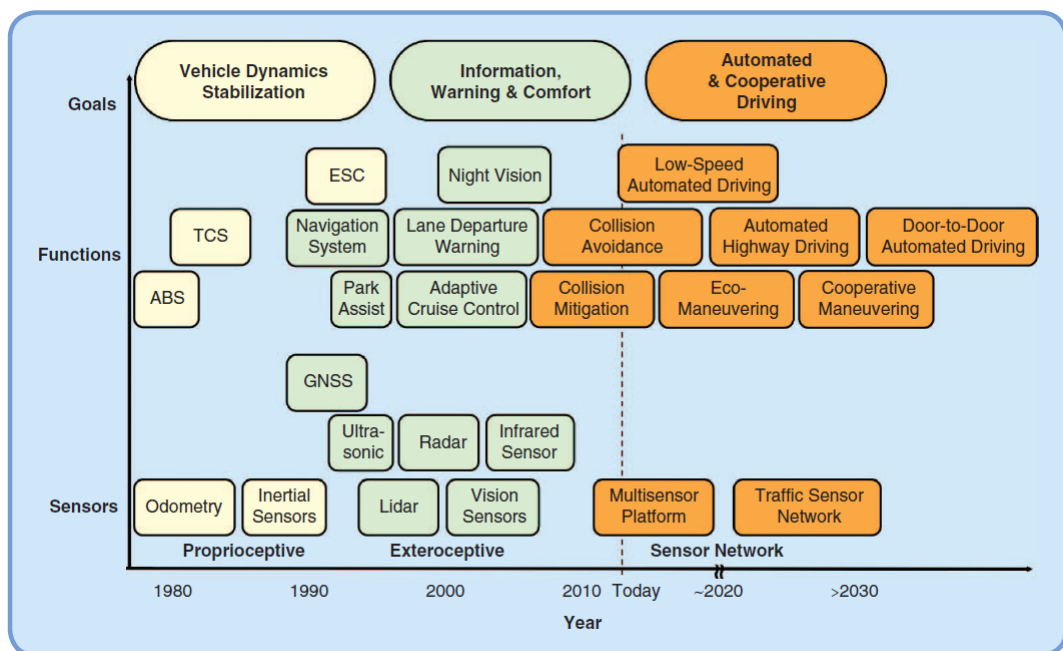 Goals
Vehicle Dynamics
Stabilization
Information,
Warning & Comfort
Automated
& Cooperative
Driving
Functions
ESC
Night Vision
Low-Speed
Automated Driving
TCS
Navigation
System
Lane Departure
Warning
Collision
Avoidance
Automated
Highway Driving
Door-to-Door
Automated Driving
ABS
Park
Assist
Adaptive
Cruise Control
Collision
Mitigation
Eco-
Maneuvering
Cooperative
Maneuvering
Sensors
GNSS
Ultra-
sonic
Radar
Infrared
Sensor
Odometry
Inertial
Sensors
Lidar
Vision
Sensors
Multisensor
Platform
Traffic Sensor
Network
Proprioceptive
Exteroceptive
Sensor Network
1980 1990 2000 2010 Today ~2020 >2030
Year